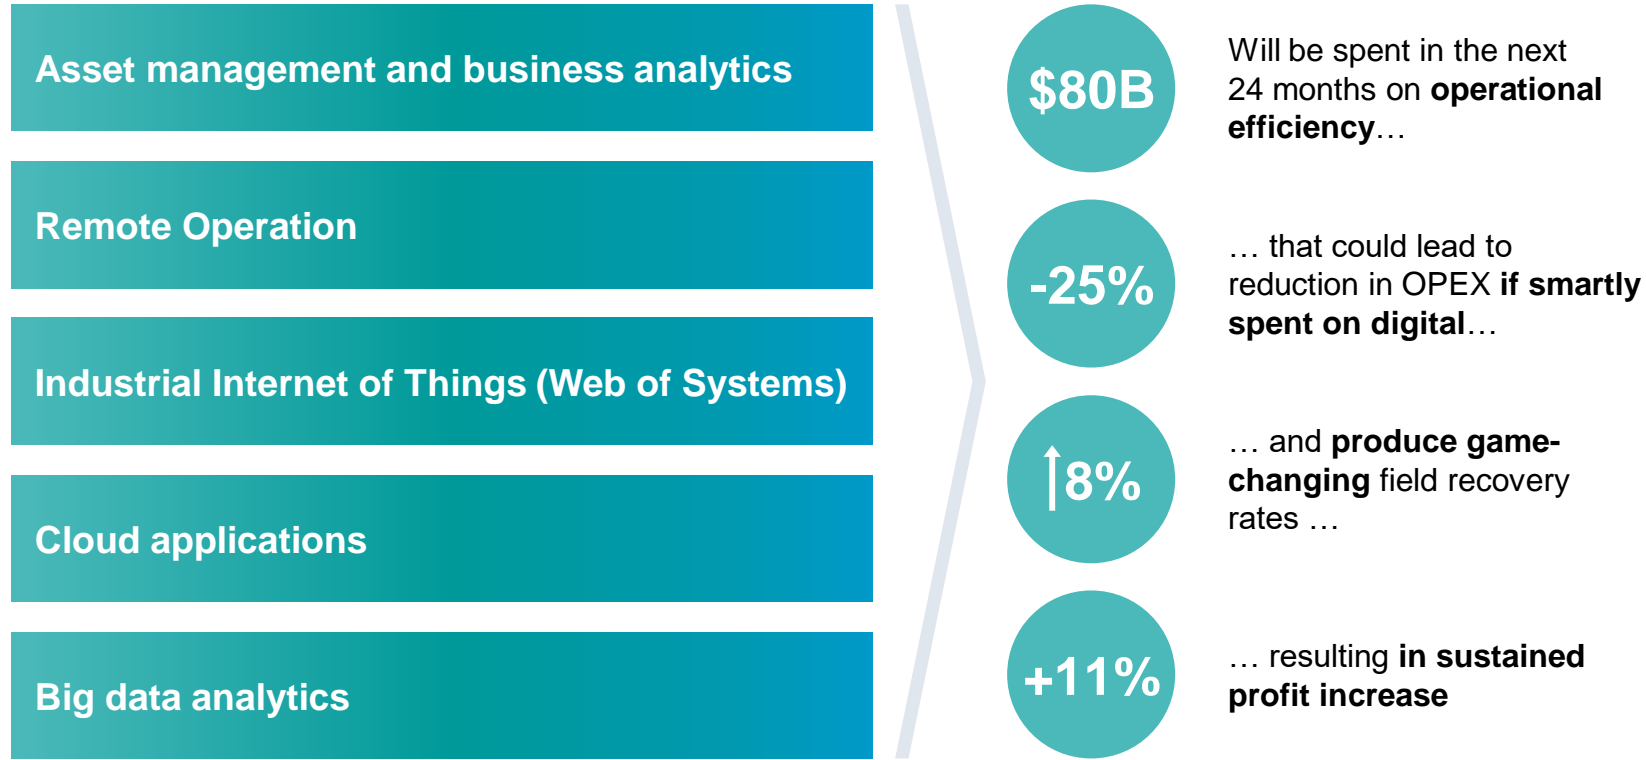 Asset management and business analytics
Remote Operation
Industrial Internet of Things (Web of Systems)
Cloud applications
Big data analytics
$80B
Will be spent in the next
24 months on operational
efficiency…
-25%
… that could lead to
reduction in OPEX if smartly
spent on digital…
↑8%
… and produce game-
changing field recovery
rates …
+11%
… resulting in sustained
profit increase